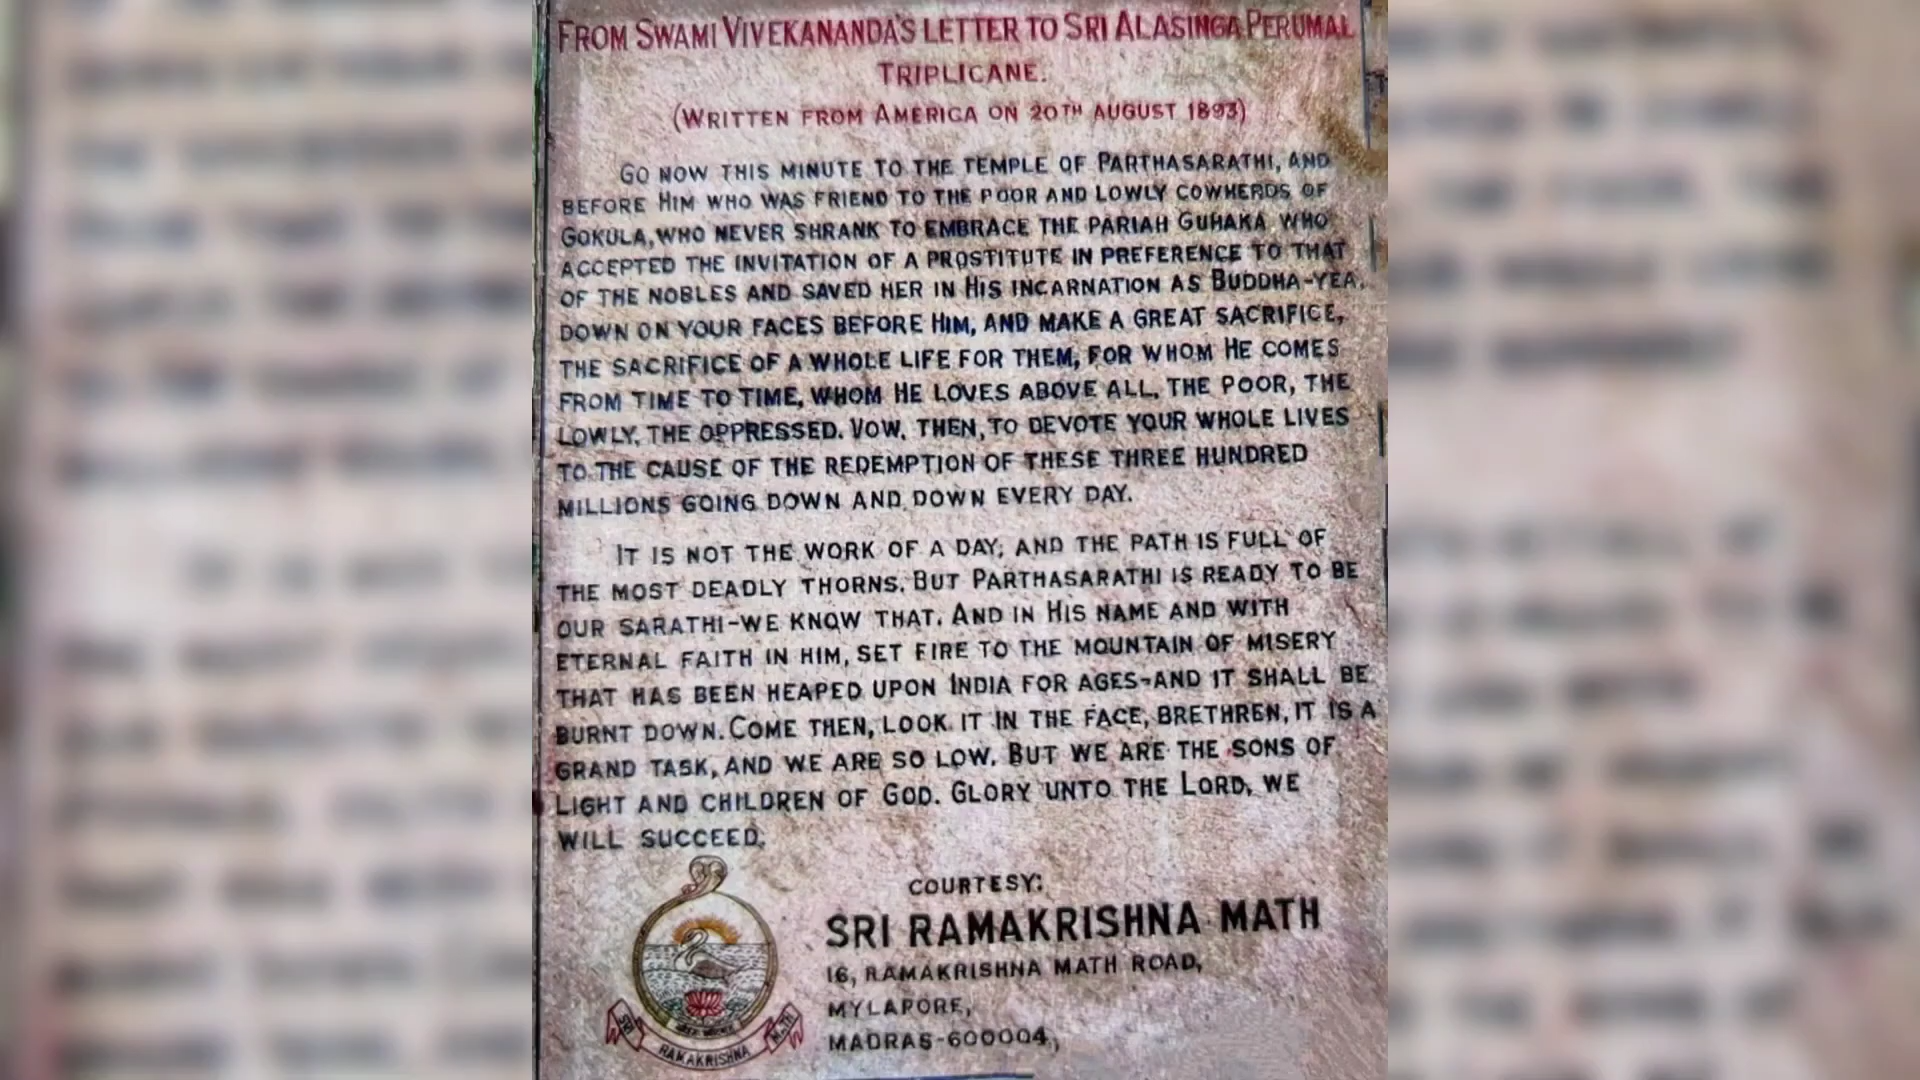 FROM SWAMI VIVEKANANDA'S LETTER TO SRI ALASINGA PERUMAL
TRIPLICANE.
(WRITTEN FROM AMERICA ON 20TH AUGUST 1893)
GO NOW THIS MINUTE TO THE TEMPLE OF PARTHASARATHI, AND
BEFORE HIM WHO WAS FRIEND TO THE POOR AND LOWLY COWHERDS OF
GOKULA, WHO NEVER SHRANK TO EMBRACE THE PARIAH GUHAKA, WHO
ACCEPTED THE INVITATION OF A PROSTITUTE IN PREFERENCE TO THAT
OF THE NOBLES AND SAVED HER IN HIS INCARNATION AS BUDDHA-YEA,
DOWN ON YOUR FACES BEFORE HIM, AND MAKE A GREAT SACRIFICE,
THE SACRIFICE OF A WHOLE LIFE FOR THEM, FOR WHOM HE COMES
FROM TIME TO TIME, WHOM HE LOVES ABOVE ALL, THE POOR, THE
LOWLY, THE OPPRESSED. VOW, THEN, TO DEVOTE YOUR WHOLE LIVES
TO THE CAUSE OF THE REDEMPTION OF THESE THREE HUNDRED
MILLIONS GOING DOWN AND DOWN EVERY DAY.
IT IS NOT THE WORK OF A DAY, AND THE PATH IS FULL OF
THE MOST DEADLY THORNS. BUT PARTHASARATHI IS READY TO BE
OUR SARATHI-WE KNOW THAT. AND IN HIS NAME AND WITH
ETERNAL FAITH IN HIM, SET FIRE TO THE MOUNTAIN OF MISERY
THAT HAS BEEN HEAPED UPON INDIA FOR AGES-AND IT SHALL BE
BURNT DOWN. COME THEN, LOOK IT IN THE FACE, BRETHREN, IT IS A
GRAND TASK, AND WE ARE SO LOW. BUT WE ARE THE SONS OF
LIGHT AND CHILDREN OF GOD. GLORY UNTO THE LORD, WE
WILL SUCCEED.
COURTESY:
SRI RAMAKRISHNA MATH
16, RAMAKRISHNA MATH ROAD,
MYLAPORE,
MADRAS-600004,
SRI RAMAKRISHNA MATH